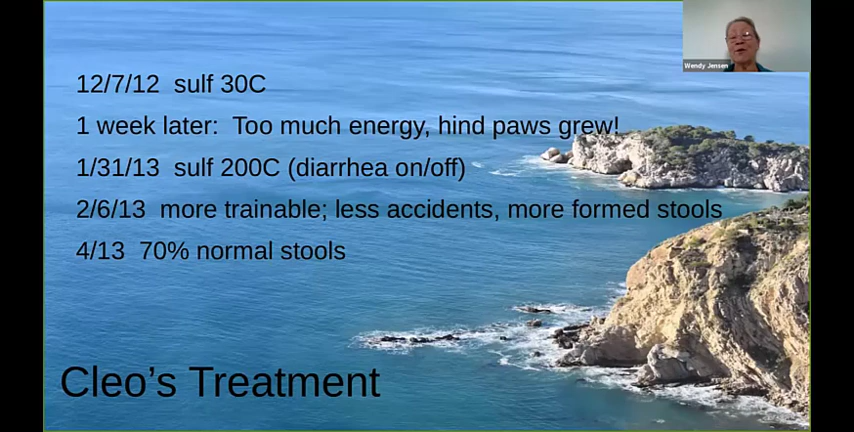 Wendy Jensen
12/7/12 sulf 30C
1 week later: Too much energy, hind paws grew!
1/31/13 sulf 200C (diarrhea on/off)
2/6/13 more trainable; less accidents, more formed stools
4/13 70% normal stools
Cleo’s Treatment